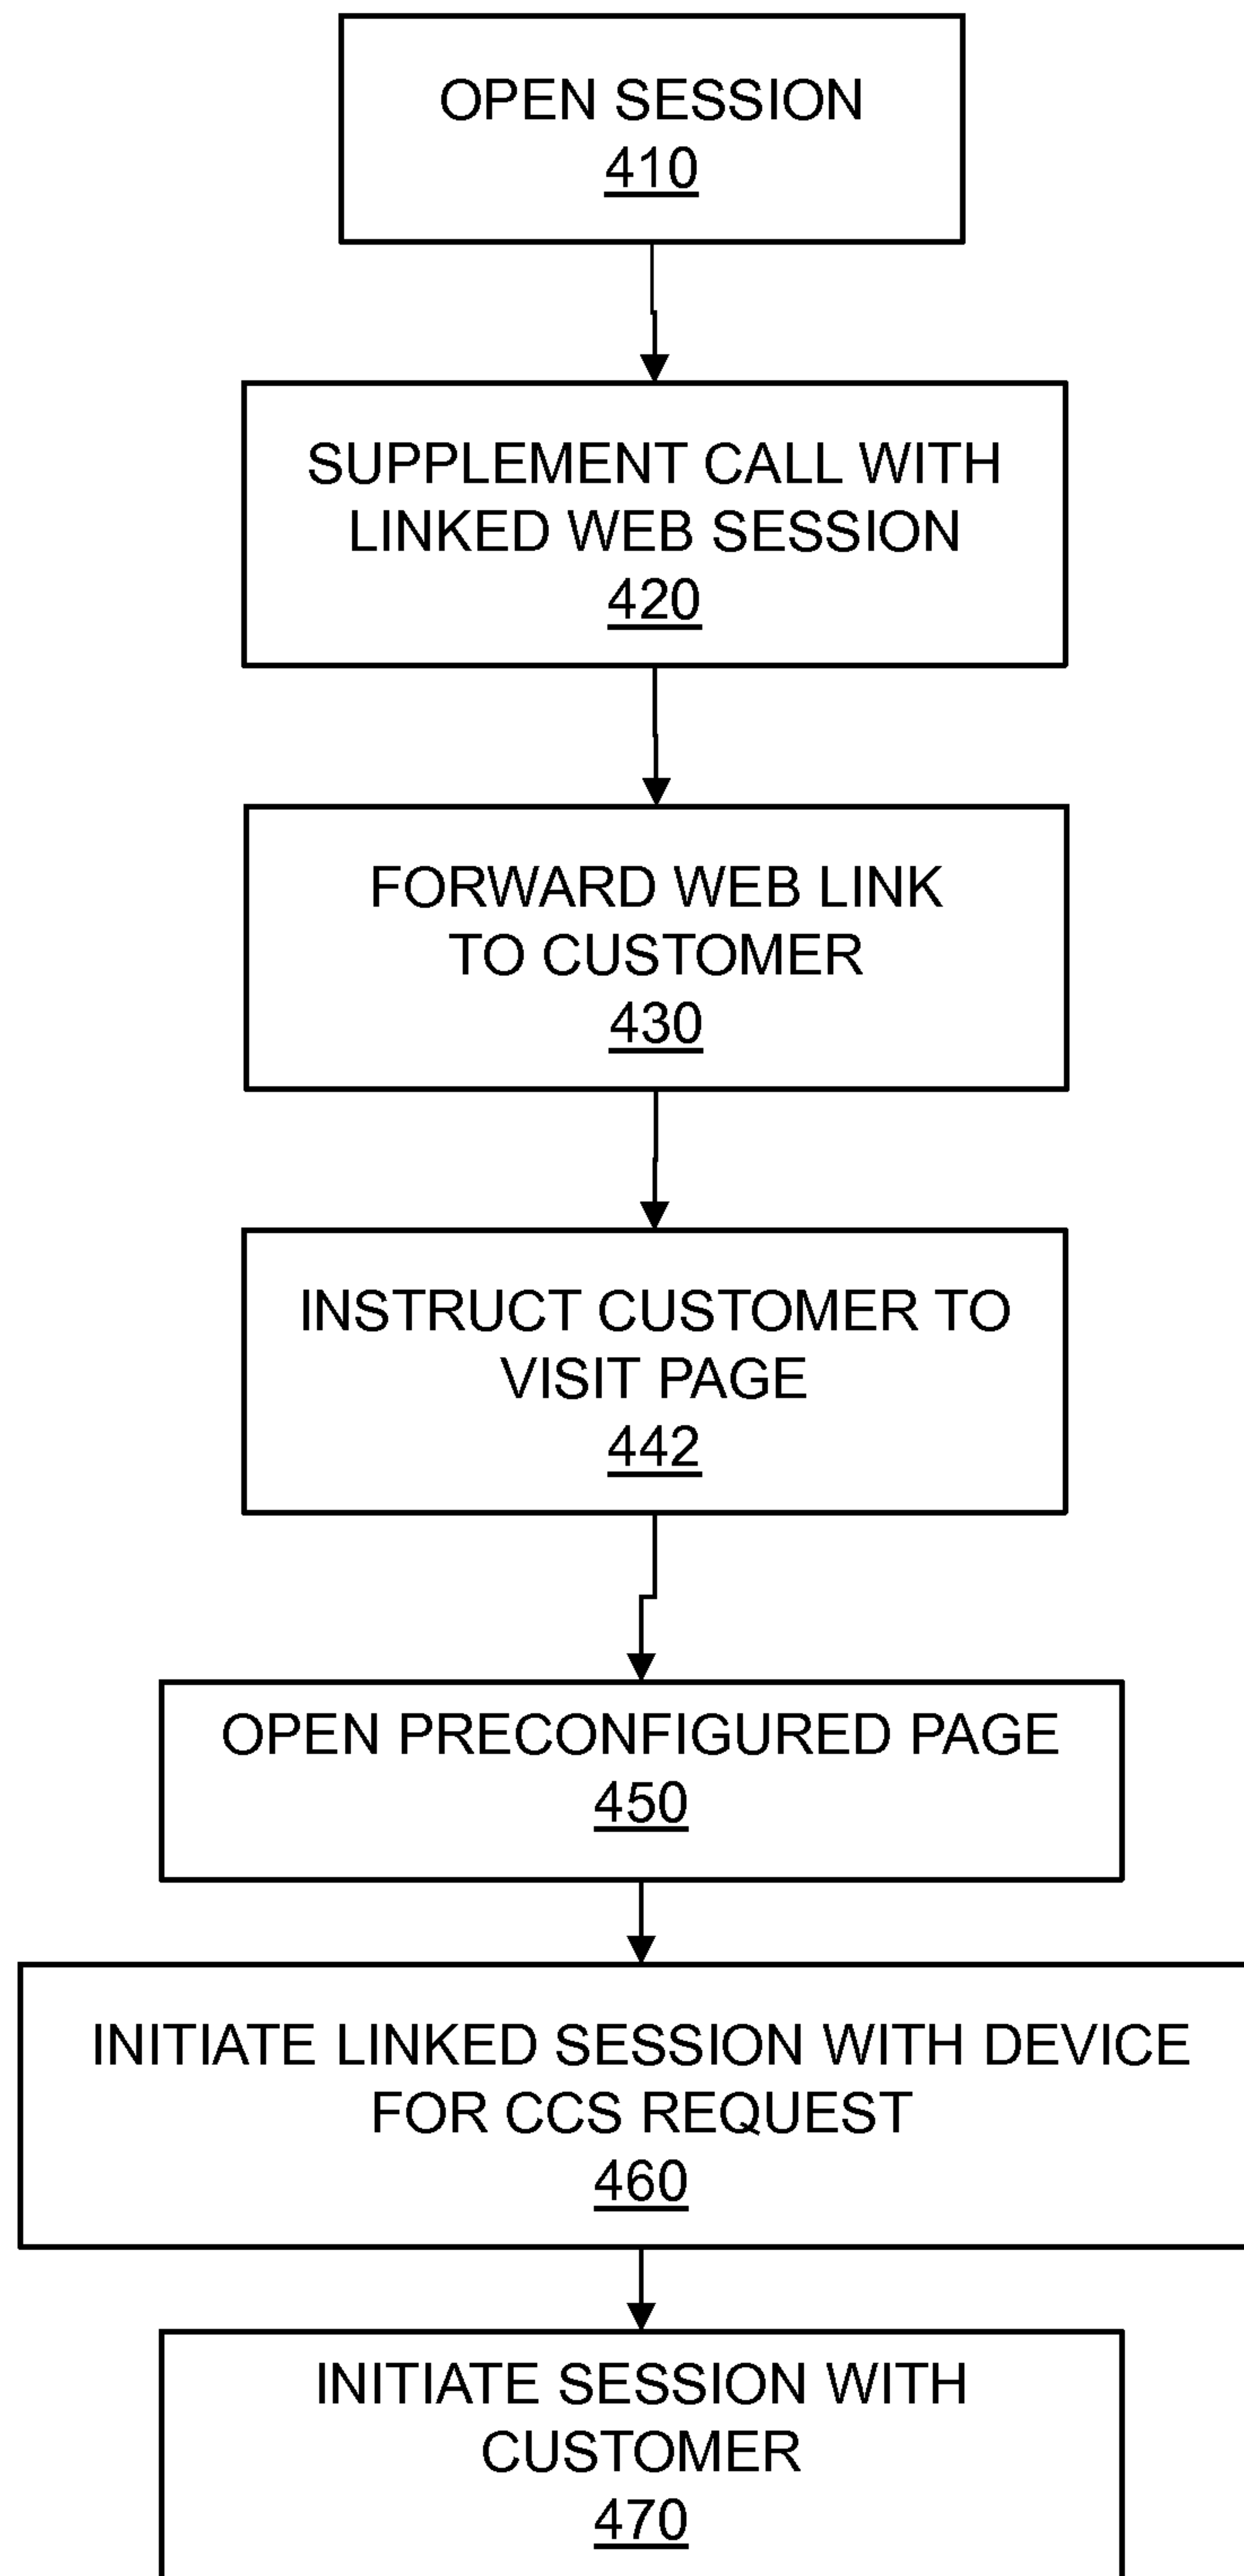 OPEN SESSION
410
SUPPLEMENT CALL WITH
LINKED WEB SESSION
420
FORWARD WEB LINK
TO CUSTOMER
430
INSTRUCT CUSTOMER TO
VISIT PAGE
442
OPEN PRECONFIGURED PAGE
450
INITIATE LINKED SESSION WITH DEVICE
FOR CCS REQUEST
460
INITIATE SESSION WITH
CUSTOMER
470